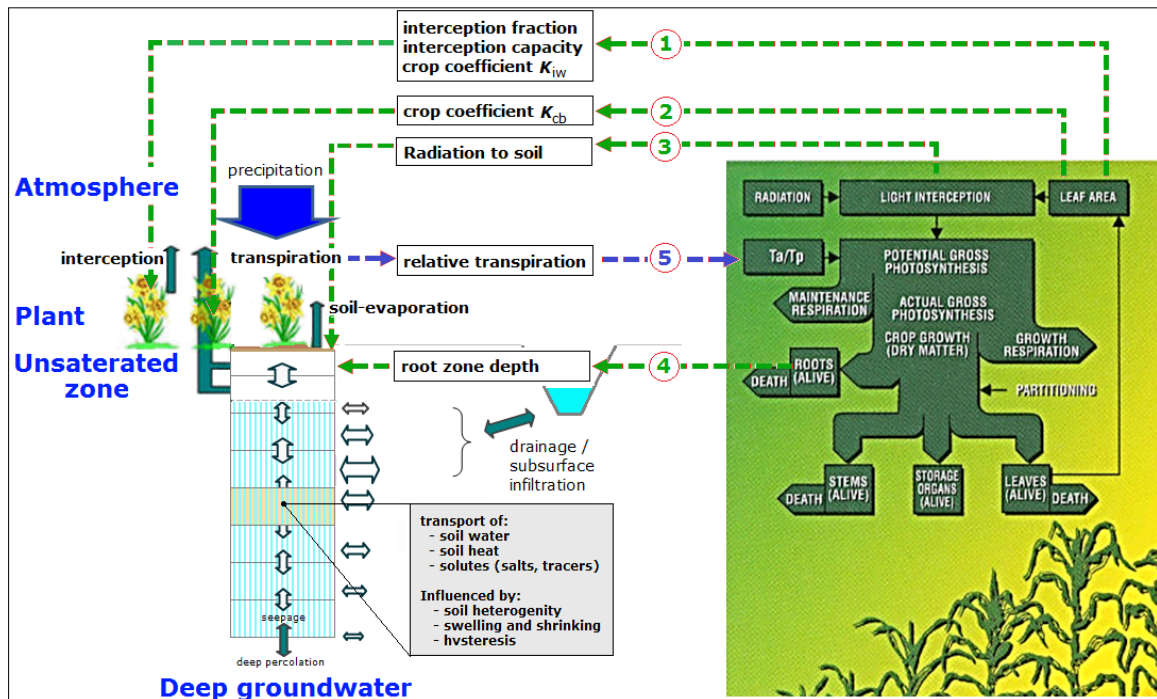 interception fraction
interception capacity
crop coefficient Kiw
1
crop coefficient Kcb
2
Radiation to soil
3
Atmosphere
precipitation
interception
transpiration
relative transpiration
5
soil-evaporation
Plant
Unsaterated
zone
root zone depth
4
drainage /
subsurface
infiltration
transport of:
- soil water
- soil heat
- solutes (salts, tracers)
Influenced by:
- soil heterogenity
- swelling and shrinking
- hvsteresis
seepage
deep percolation
Deep groundwater
RADIATION
LIGHT INTERCEPTION
LEAF AREA
Ta/Tp
POTENTIAL GROSS
PHOTOSYNTHESIS
MAINTENANCE
RESPIRATION
ACTUAL GROSS
PHOTOSYNTHESIS
CROP GROWTH
(DRY MATTER)
GROWTH
RESPIRATION
ROOTS
(ALIVE)
DEATH
PARTITIONING
DEATH
STEMS
(ALIVE)
STORAGE
ORGANS
(ALIVE)
LEAVES
(ALIVE)
DEATH